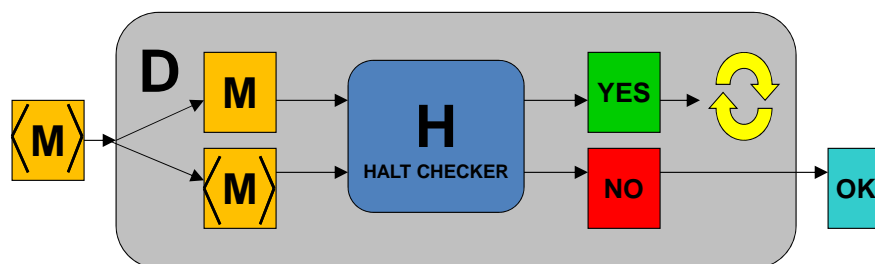 D
M
YES
⟨M⟩
H
HALT CHECKER
⟨M⟩
NO
OK